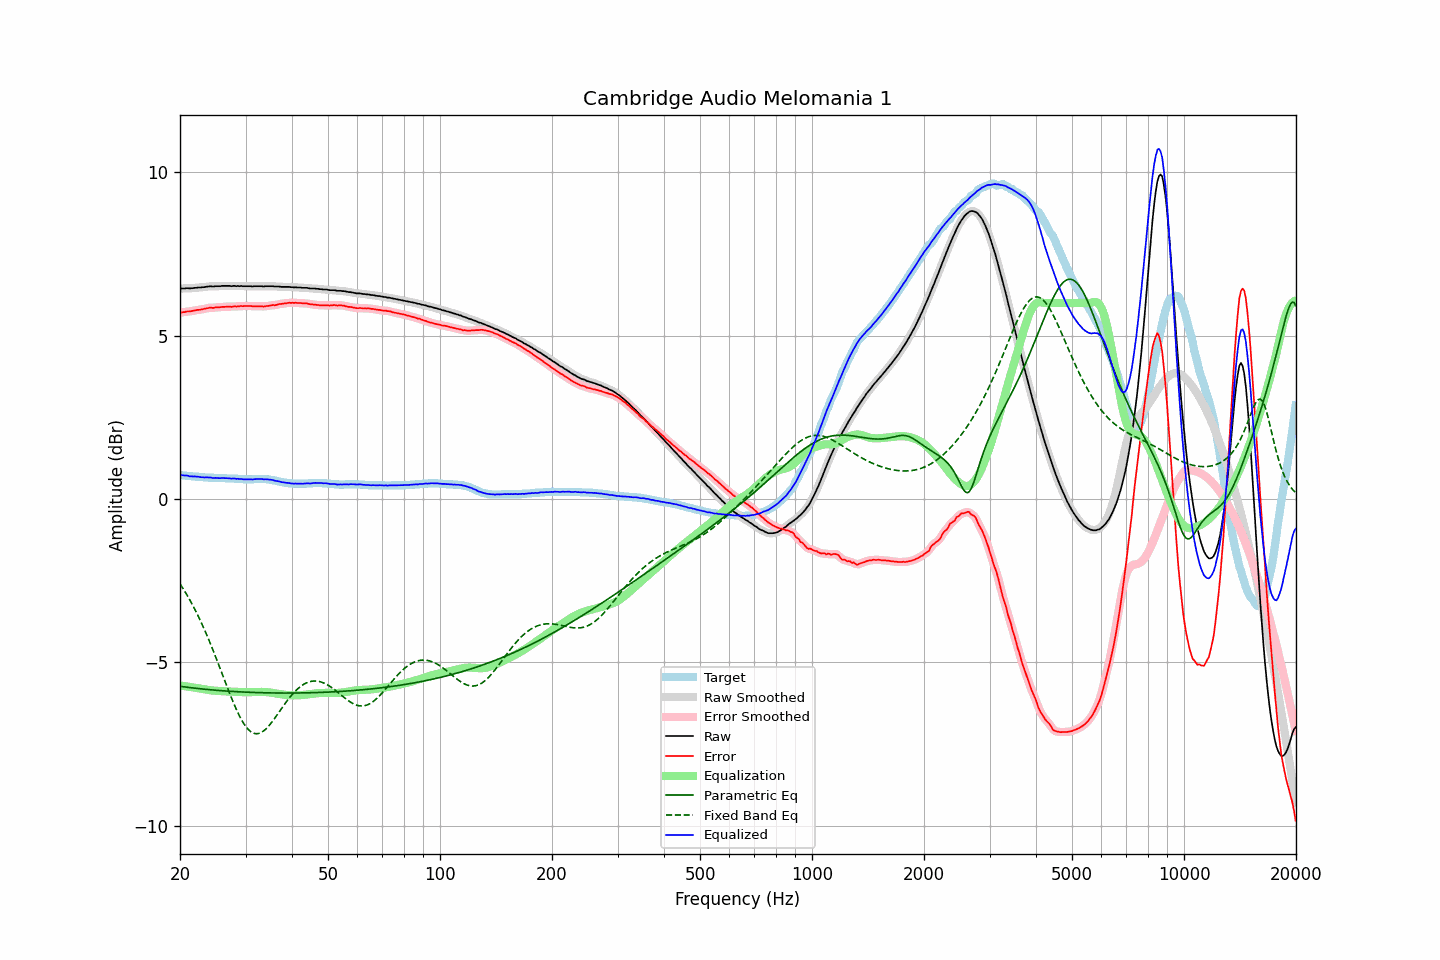 Cambridge Audio Melomania 1
Amplitude (dBr)
10
5
0
−5
−10
Target
Raw Smoothed
Error Smoothed
Raw
Error
Equalization
Parametric Eq
Fixed Band Eq
Equalized
20 50 100 200 500 1000 2000 5000 10000 20000
Frequency (Hz)